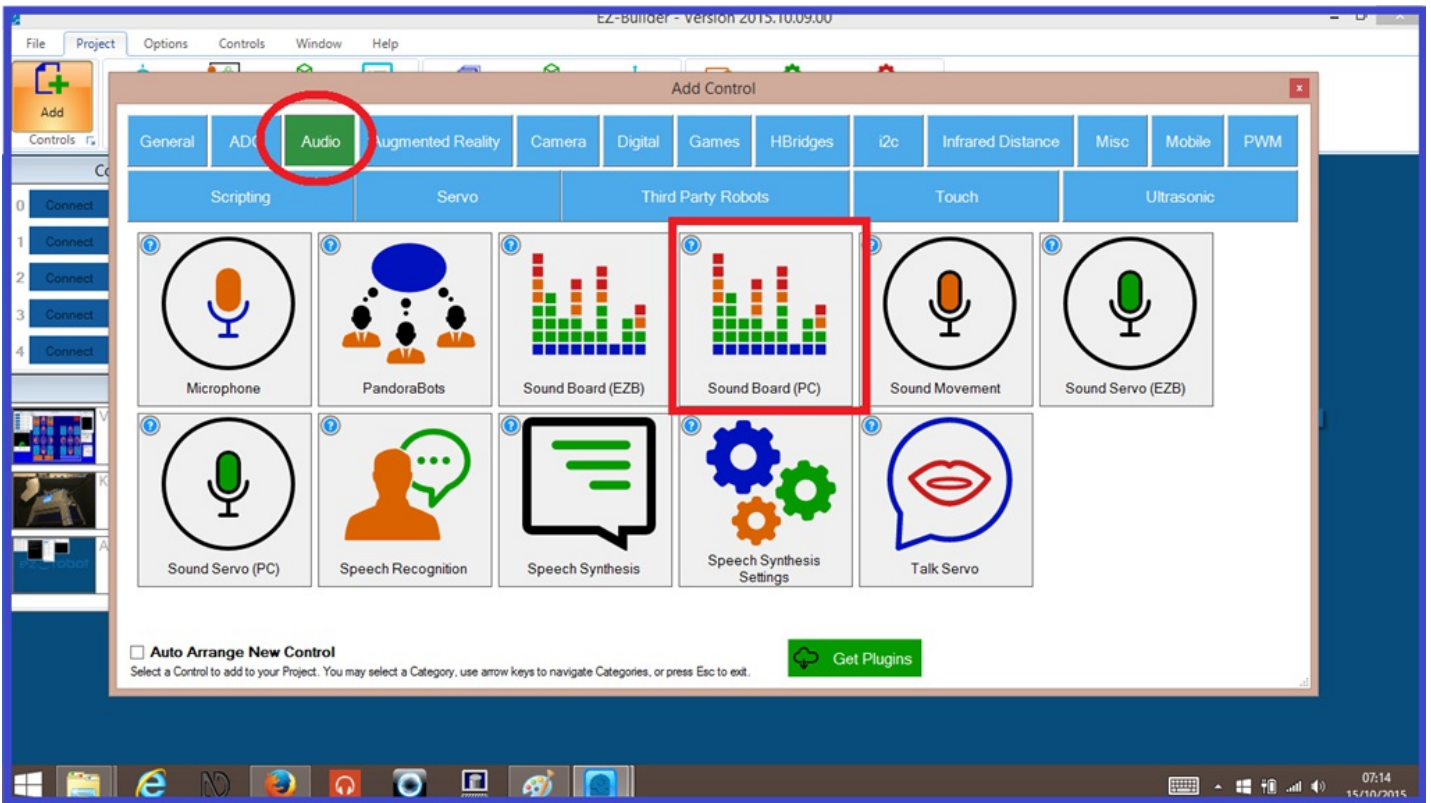 EZ-Builder - Version 2015.10.09.00
File Project Options Controls Window Help
Add
Controls
Add Control
General ADC Audio Augmented Reality Camera Digital Games HBridges i2c Infrared Distance Misc Mobile PWM
Scripting Servo Third Party Robots Touch Ultrasonic
0 Connect
1 Connect
2 Connect
3 Connect
4 Connect
Microphone PandoraBots Sound Board (EZB) Sound Board (PC) Sound Movement Sound Servo (EZB)
Sound Servo (PC) Speech Recognition Speech Synthesis Speech Synthesis Settings Talk Servo
Auto Arrange New Control
Select a Control to add to your Project. You may select a Category, use arrow keys to navigate Categories, or press Esc to exit.
Get Plugins
07:14
15/10/2015